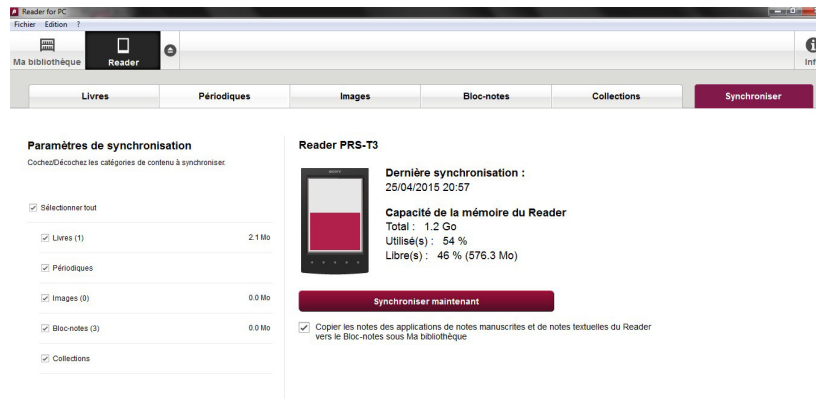 Reader for PC
Fichier Edition ?
Ma bibliothèque Reader
Livres Périodiques Images Bloc-notes Collections Synchroniser
Paramètres de synchronisation
Cochez/Décochez les catégories de contenu à synchroniser.
Sélectionner tout
Livres (1) 2.1 Mo
Périodiques
Images (0) 0.0 Mo
Bloc-notes (3) 0.0 Mo
Collections
Reader PRS-T3
SONY
Dernière synchronisation :
25/04/2015 20:57
Capacité de la mémoire du Reader
Total : 1.2 Go
Utilisé(s) : 54 %
Libre(s) : 46 % (576.3 Mo)
Synchroniser maintenant
Copier les notes des applications de notes manuscrites et de notes textuelles du Reader
vers le Bloc-notes sous Ma bibliothèque